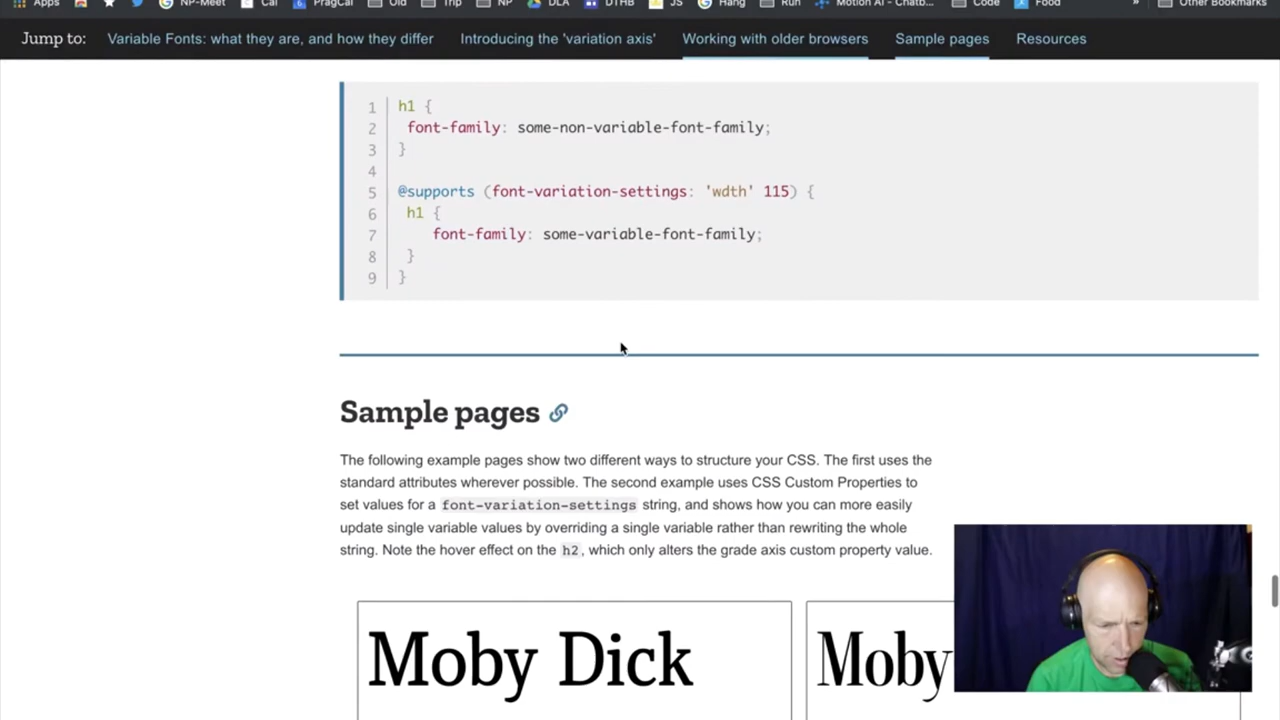 Apps
NP-Meet
Cal
PragCal
Old
Trip
NP
DLA
DTHB
JS
Hang
Run
Motion AI - Chatb...
Code
Food
»
Other Bookmarks
Jump to:
Variable Fonts: what they are, and how they differ
Introducing the 'variation axis'
Working with older browsers
Sample pages
Resources
1 h1 {
2 font-family: some-non-variable-font-family;
3 }
4
5 @supports (font-variation-settings: 'wdth' 115) {
6 h1 {
7 font-family: some-variable-font-family;
8 }
9 }
Sample pages
The following example pages show two different ways to structure your CSS. The first uses the
standard attributes wherever possible. The second example uses CSS Custom Properties to
set values for a font-variation-settings string, and shows how you can more easily
update single variable values by overriding a single variable rather than rewriting the whole
string. Note the hover effect on the h2, which only alters the grade axis custom property value.
Moby Dick
Moby